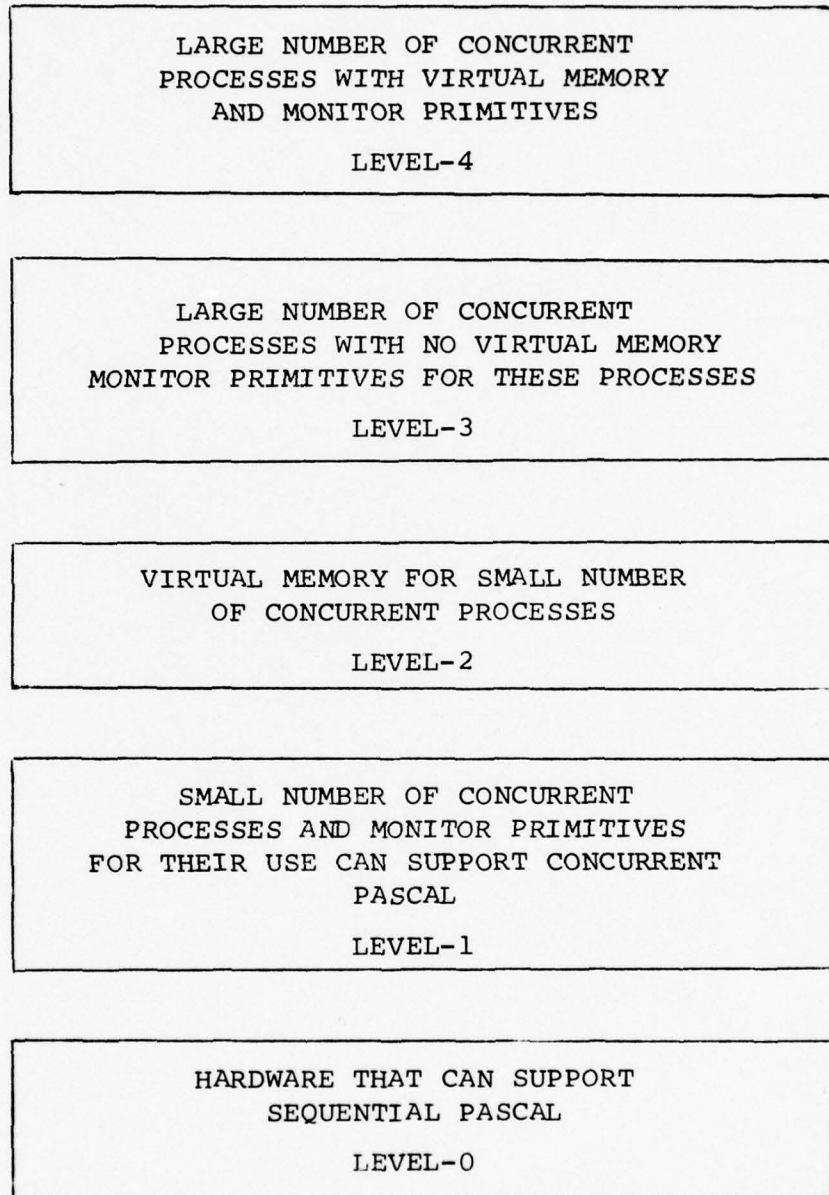 LARGE NUMBER OF CONCURRENT
PROCESSES WITH VIRTUAL MEMORY
AND MONITOR PRIMITIVES
LEVEL-4
LARGE NUMBER OF CONCURRENT
PROCESSES WITH NO VIRTUAL MEMORY
MONITOR PRIMITIVES FOR THESE PROCESSES
LEVEL-3
VIRTUAL MEMORY FOR SMALL NUMBER
OF CONCURRENT PROCESSES
LEVEL-2
SMALL NUMBER OF CONCURRENT
PROCESSES AND MONITOR PRIMITIVES
FOR THEIR USE CAN SUPPORT CONCURRENT
PASCAL
LEVEL-1
HARDWARE THAT CAN SUPPORT
SEQUENTIAL PASCAL
LEVEL-0